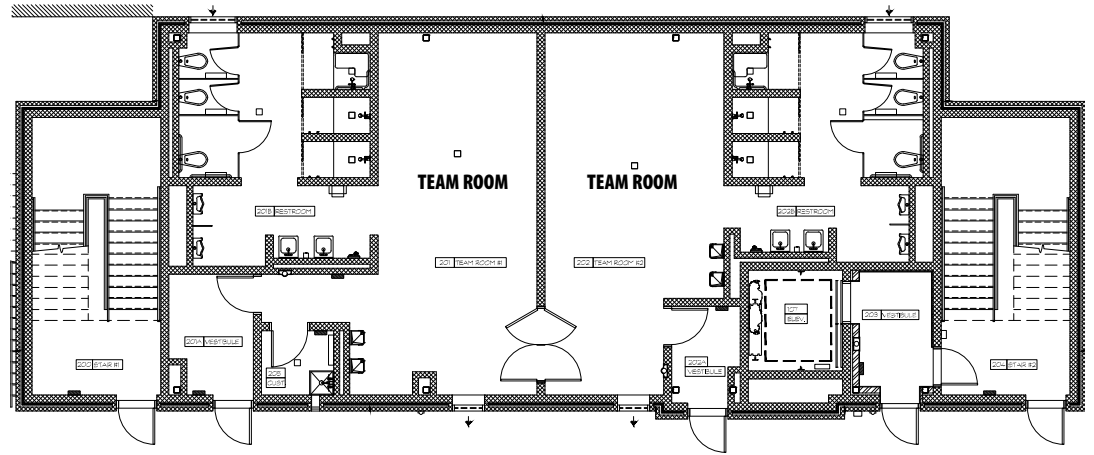 TEAM ROOM TEAM ROOM
201B RESTROOM
202B RESTROOM
201 TEAM ROOM #1
202 TEAM ROOM #2
107
ELEV.
203 VESTIBULE
201A VESTIBULE
200 STAIR #1
205
CUST
202A
VESTIBULE
204 STAIR #2